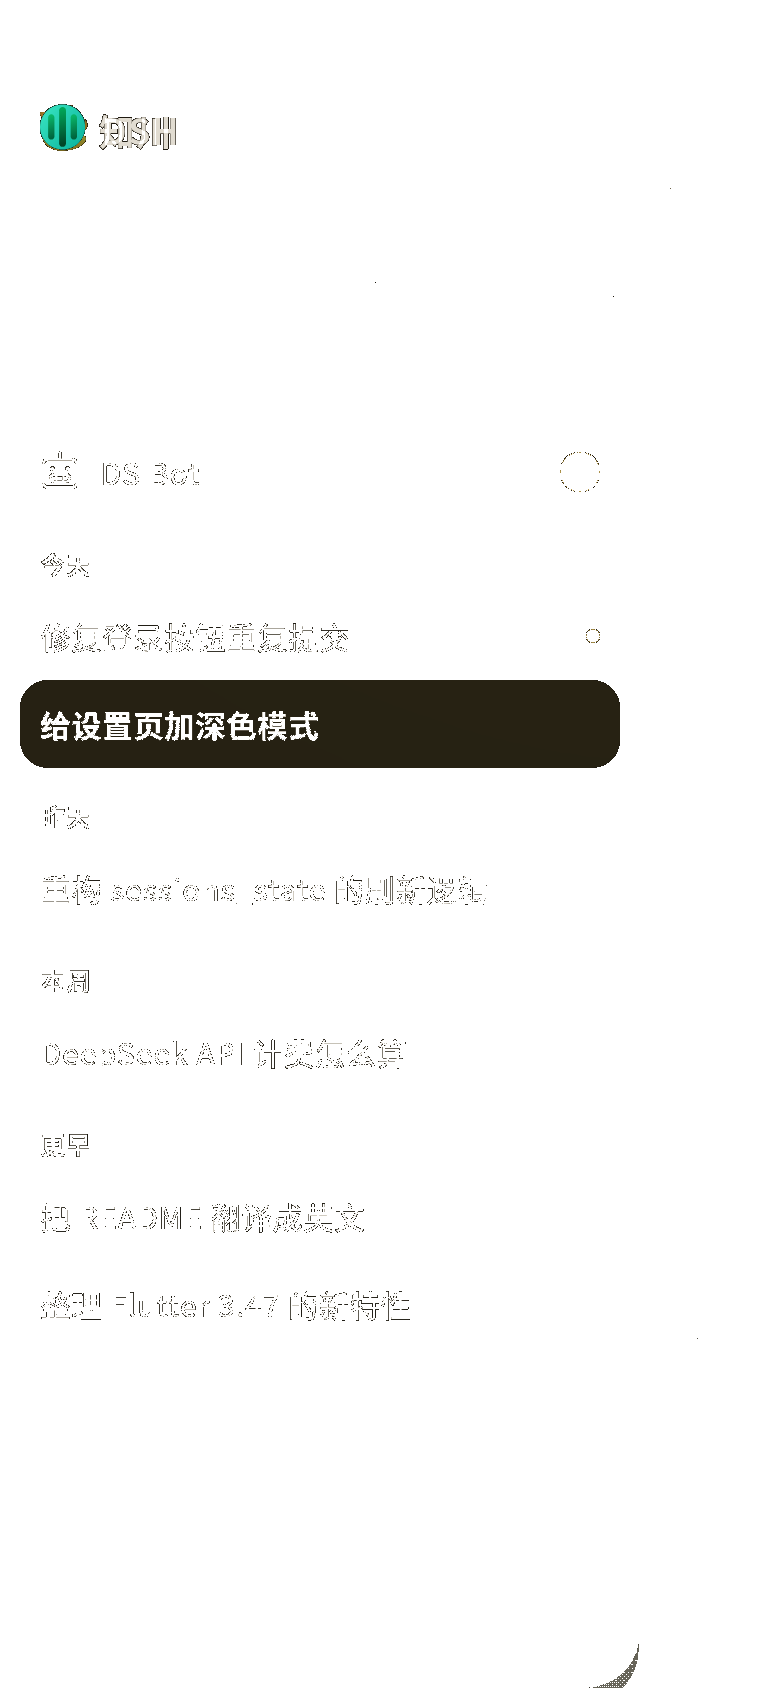 DS Bot
今天
修复登录按钮重复提交
给设置页加深色模式
昨天
重构 sessions_state 的刷新逻辑
本周
DeepSeek API 计费怎么算
更早
把 README 翻译成英文
整理 Flutter 3.47 的新特性